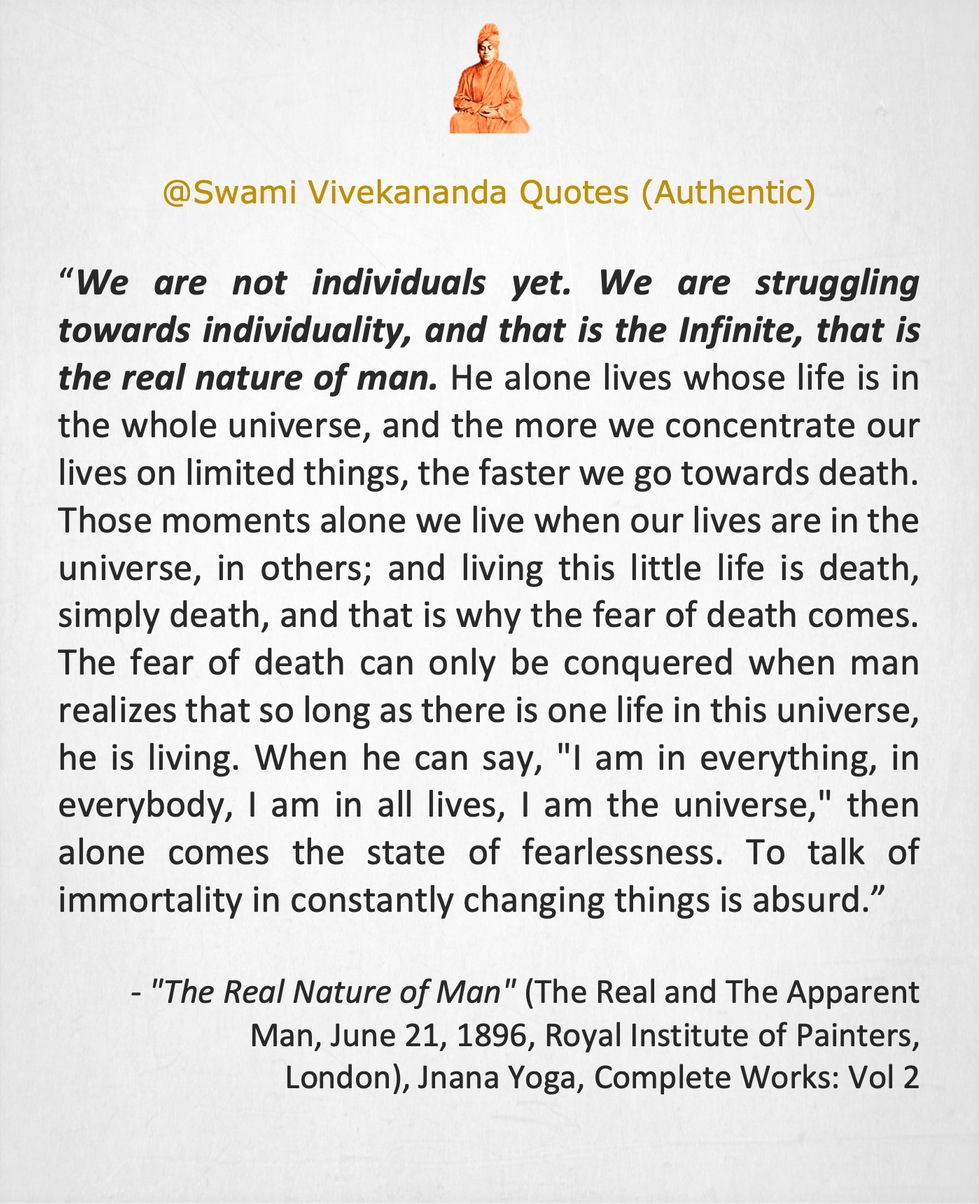 @Swami Vivekananda Quotes (Authentic)
“We are not individuals yet. We are struggling
towards individuality, and that is the Infinite, that is
the real nature of man. He alone lives whose life is in
the whole universe, and the more we concentrate our
lives on limited things, the faster we go towards death.
Those moments alone we live when our lives are in the
universe, in others; and living this little life is death,
simply death, and that is why the fear of death comes.
The fear of death can only be conquered when man
realizes that so long as there is one life in this universe,
he is living. When he can say, "I am in everything, in
everybody, I am in all lives, I am the universe," then
alone comes the state of fearlessness. To talk of
immortality in constantly changing things is absurd.”
- "The Real Nature of Man" (The Real and The Apparent
Man, June 21, 1896, Royal Institute of Painters,
London), Jnana Yoga, Complete Works: Vol 2